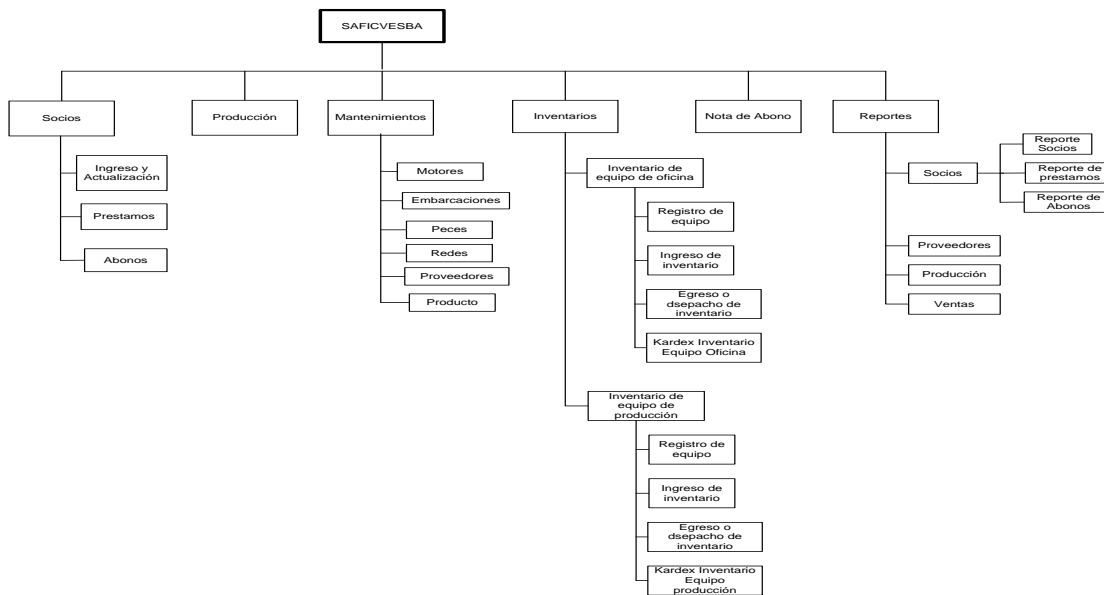 SAFICVESBA
Socios
Producción
Mantenimientos
Inventarios
Nota de Abono
Reportes
Ingreso y
Actualización
Prestamos
Abonos
Motores
Embarcaciones
Peces
Redes
Proveedores
Producto
Inventario de
equipo de oficina
Registro de
equipo
Ingreso de
inventario
Egreso o
dsepacho de
inventario
Kardex Inventario
Equipo Oficina
Inventario de
equipo de
producción
Registro de
equipo
Ingreso de
inventario
Egreso o
dsepacho de
inventario
Kardex Inventario
Equipo
producción
Socios
Reporte
Socios
Reporte de
prestamos
Reporte de
Abonos
Proveedores
Producción
Ventas